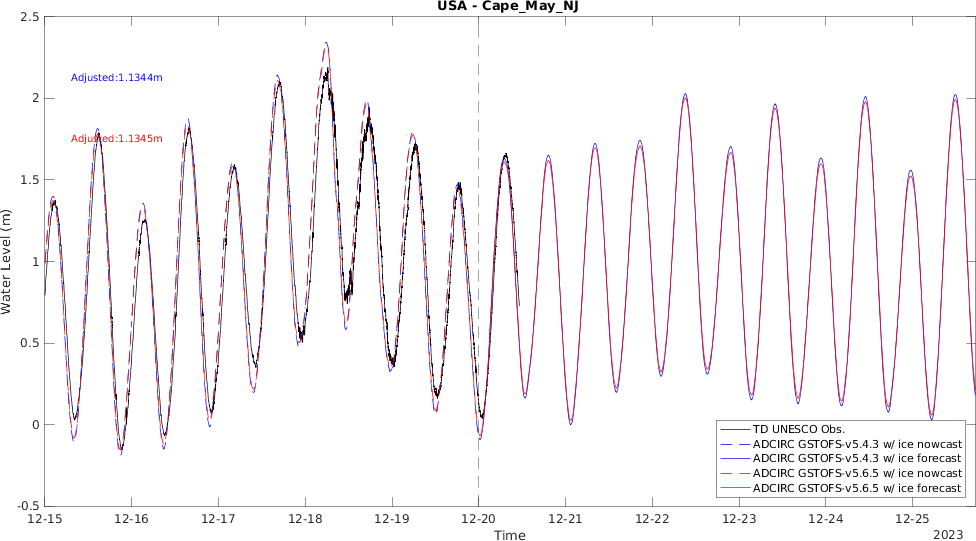 USA - Cape_May_NJ
2.5
2
1.5
1
0.5
0
-0.5
Water Level (m)
Adjusted:1.1344m
Adjusted:1.1345m
TD UNESCO Obs.
ADCIRC GSTOFS-v5.4.3 w/ ice nowcast
ADCIRC GSTOFS-v5.4.3 w/ ice forecast
ADCIRC GSTOFS-v5.6.5 w/ ice nowcast
ADCIRC GSTOFS-v5.6.5 w/ ice forecast
12-15 12-16 12-17 12-18 12-19 12-20 12-21 12-22 12-23 12-24 12-25
Time
2023